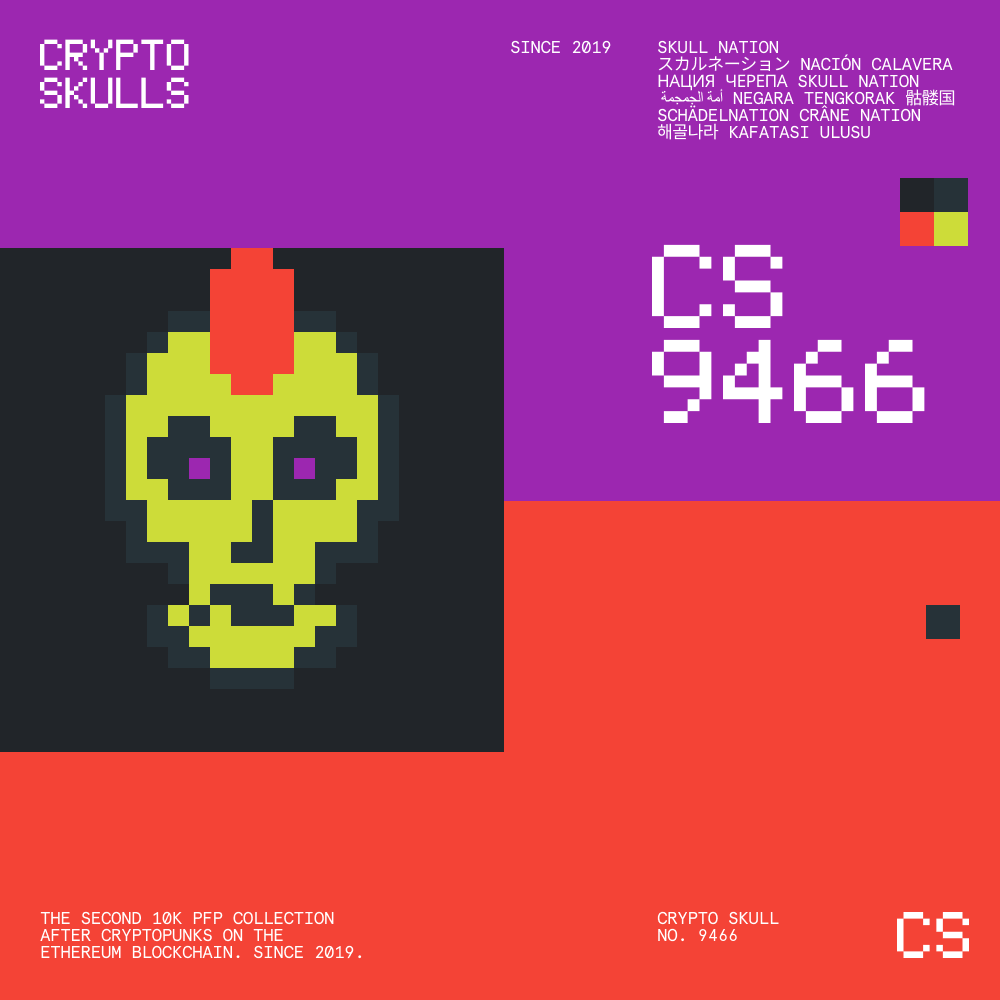 CRYPTO
SKULLS
SINCE 2019
SKULL NATION
スカルネーション NACIÓN CALAVERA
НАЦИЯ ЧЕРЕПА SKULL NATION
أمة الجمجمة NEGARA TENGKORAK 骷髅国
SCHÄDELNATION CRÂNE NATION
해골나라 KAFATASI ULUSU
CS
9466
THE SECOND 10K PFP COLLECTION
AFTER CRYPTOPUNKS ON THE
ETHEREUM BLOCKCHAIN. SINCE 2019.
CRYPTO SKULL
NO. 9466
CS